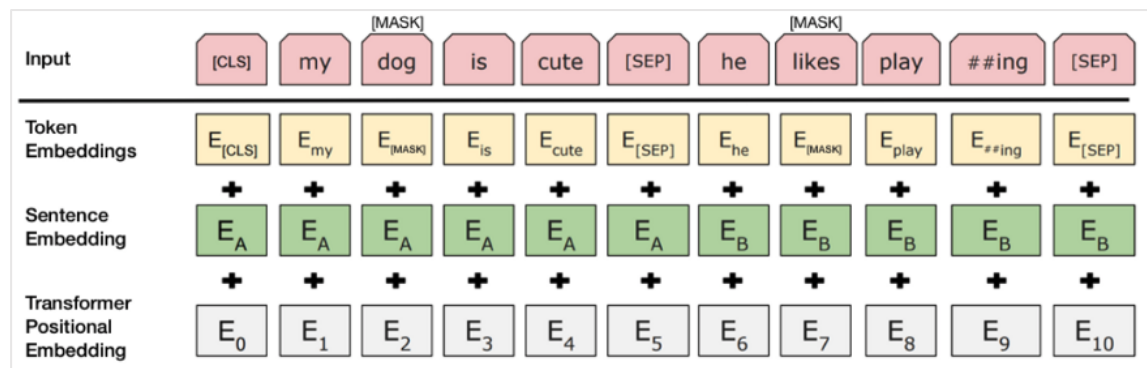 [MASK] [MASK]
Input [CLS] my dog is cute [SEP] he likes play ##ing [SEP]
Token
Embeddings
E[CLS] Emy E[MASK] Eis Ecute E[SEP] Ehe E[MASK] Eplay E##ing E[SEP]
+ + + + + + + + + + +
Sentence
Embedding
EA EA EA EA EA EA EB EB EB EB EB
+ + + + + + + + + + +
Transformer
Positional
Embedding
E0 E1 E2 E3 E4 E5 E6 E7 E8 E9 E10